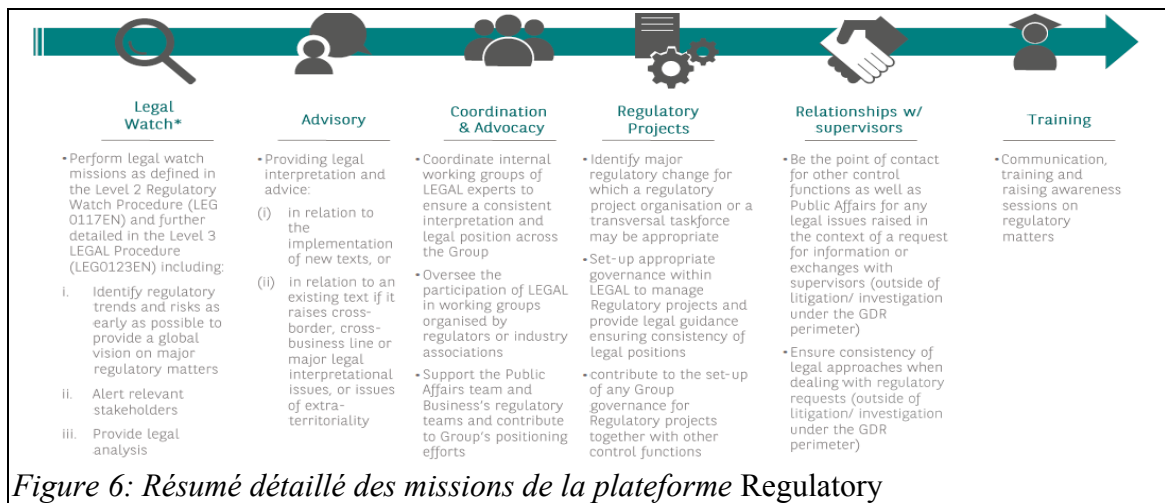 Legal
Watch*
•Perform legal watch
missions as defined in
the Level 2 Regulatory
Watch Procedure (LEG
0117EN) and further
detailed in the Level 3
LEGAL Procedure
(LEG0123EN) including:
i. Identify regulatory
trends and risks as
early as possible to
provide a global
vision on major
regulatory matters
ii. Alert relevant
stakeholders
iii. Provide legal
analysis
Advisory
•Providing legal
interpretation and
advice:
(i) in relation to
the
implementation
of new texts, or
(ii) in relation to an
existing text if it
raises cross-
border, cross-
business line or
major legal
interpretational
issues, or issues
of extra-
territoriality
Coordination
& Advocacy
•Coordinate internal
working groups of
LEGAL experts to
ensure a consistent
interpretation and
legal position across
the Group
•Oversee the
participation of LEGAL
in working groups
organised by
regulators or industry
associations
•Support the Public
Affairs team and
Business's regulatory
teams and contribute
to Group's positioning
efforts
Regulatory
Projects
•Identify major
regulatory change for
which a regulatory
project organisation or a
transversal taskforce
may be appropriate
•Set-up appropriate
governance within
LEGAL to manage
Regulatory projects and
provide legal guidance
ensuring consistency of
legal positions
•contribute to the set-up
of any Group
governance for
Regulatory projects
together with other
control functions
Relationships w/
supervisors
•Be the point of contact
for other control
functions as well as
Public Affairs for any
legal issues raised in
the context of a request
for information or
exchanges with
supervisors (outside of
litigation/ investigation
under the GDR
perimeter)
•Ensure consistency of
legal approaches when
dealing with regulatory
requests (outside of
litigation/ investigation
under the GDR
perimeter)
Training
•Communication,
training and
raising awareness
sessions on
regulatory
matters
Figure 6: Résumé détaillé des missions de la plateforme Regulatory